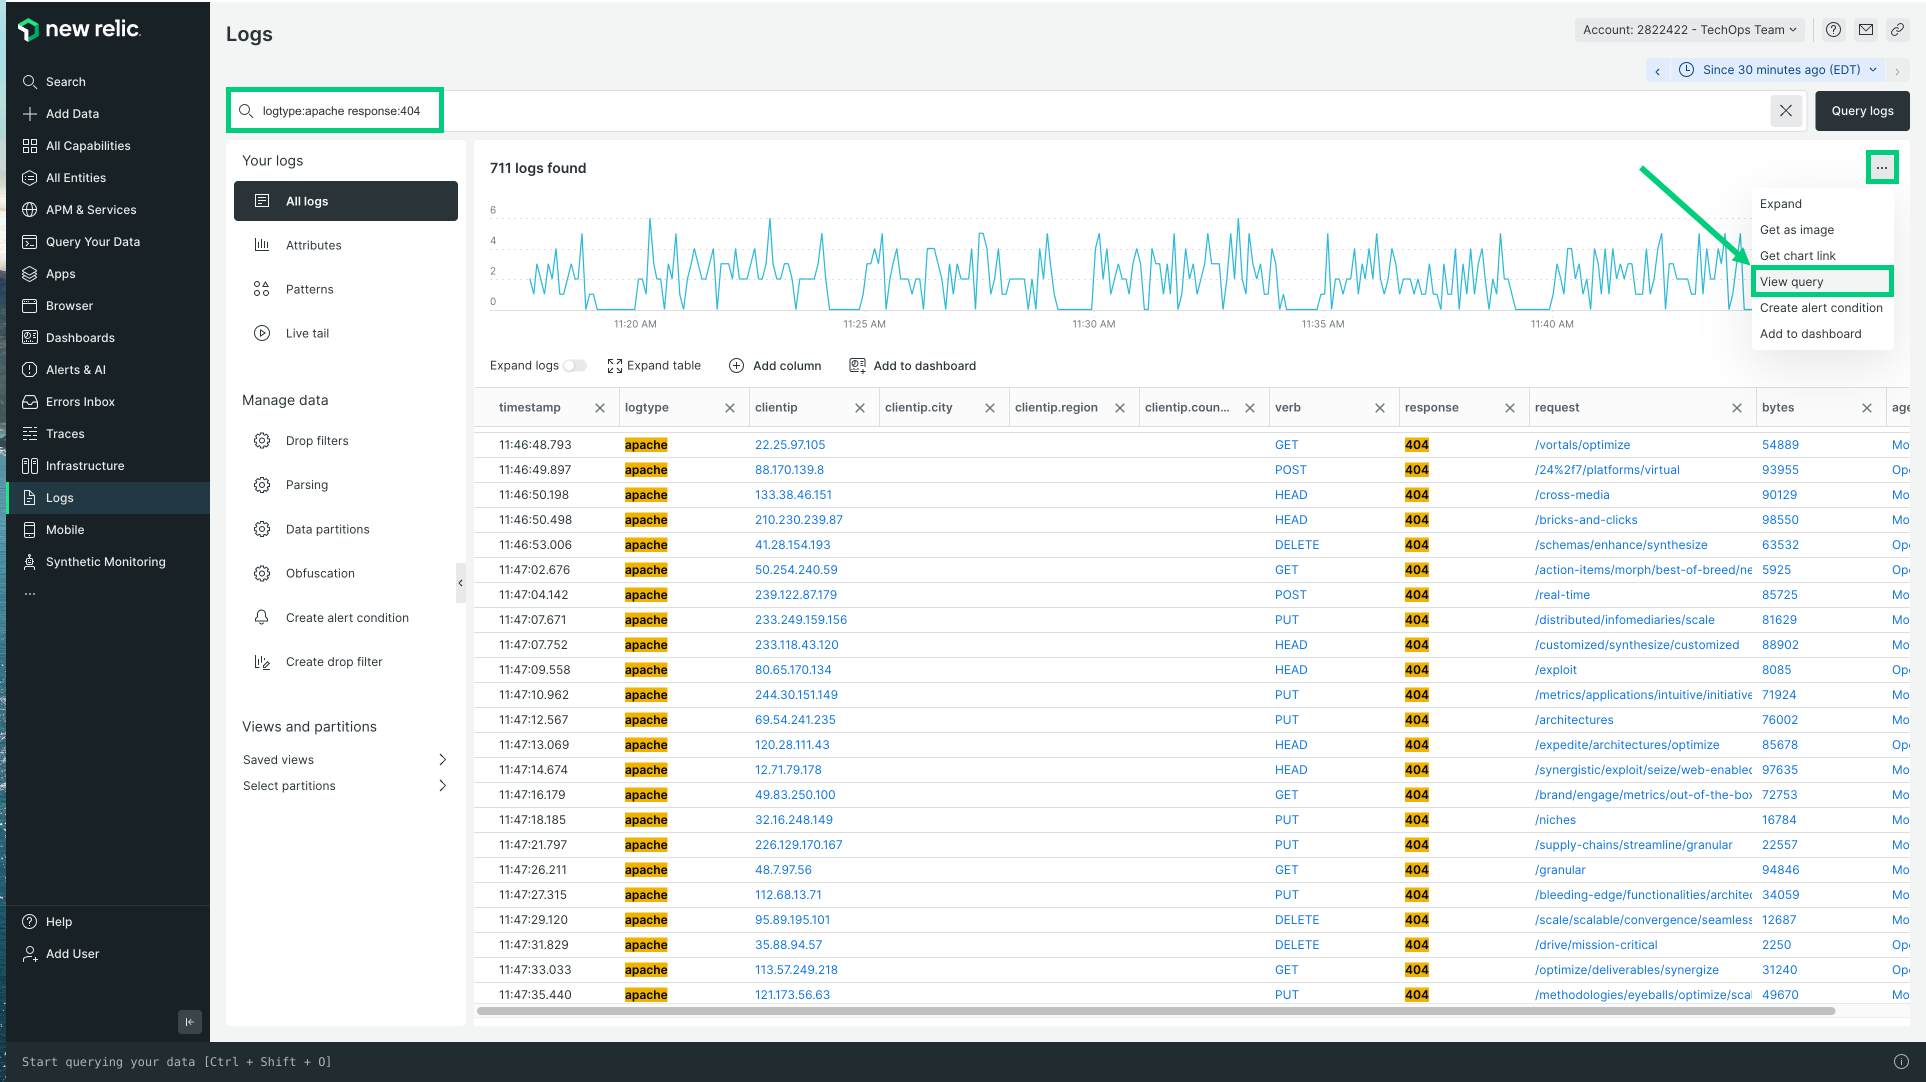 new relic.
Search
Add Data
All Capabilities
All Entities
APM & Services
Query Your Data
Apps
Browser
Dashboards
Alerts & AI
Errors Inbox
Traces
Infrastructure
Logs
Mobile
Synthetic Monitoring
...
Help
Add User
Logs
Account: 2822422 - TechOps Team
Since 30 minutes ago (EDT)
logtype:apache response:404
Query logs
Your logs
All logs
Attributes
Patterns
Live tail
Manage data
Drop filters
Parsing
Data partitions
Obfuscation
Create alert condition
Create drop filter
Views and partitions
Saved views
Select partitions
711 logs found
...
6
4
2
0
11:20 AM 11:25 AM 11:30 AM 11:35 AM 11:40 AM
Expand
Get as image
Get chart link
View query
Create alert condition
Add to dashboard
Expand logs Expand table Add column Add to dashboard
timestamp logtype clientip clientip.city clientip.region clientip.coun... verb response request bytes age
11:46:48.793 apache 22.25.97.105 GET 404 /vortals/optimize 54889 Mo
11:46:49.897 apache 88.170.139.8 POST 404 /24%2f7/platforms/virtual 93955 Ope
11:46:50.198 apache 133.38.46.151 HEAD 404 /cross-media 90129 Mo
11:46:50.498 apache 210.230.239.87 HEAD 404 /bricks-and-clicks 98550 Mo
11:46:53.006 apache 41.28.154.193 DELETE 404 /schemas/enhance/synthesize 63532 Ope
11:47:02.676 apache 50.254.240.59 GET 404 /action-items/morph/best-of-breed/ne 5925 Ope
11:47:04.142 apache 239.122.87.179 POST 404 /real-time 85725 Mo
11:47:07.671 apache 233.249.159.156 PUT 404 /distributed/infomediaries/scale 81629 Mo
11:47:07.752 apache 233.118.43.120 HEAD 404 /customized/synthesize/customized 88902 Mo
11:47:09.558 apache 80.65.170.134 HEAD 404 /exploit 8085 Ope
11:47:10.962 apache 244.30.151.149 PUT 404 /metrics/applications/intuitive/initiative 71924 Mo
11:47:12.567 apache 69.54.241.235 PUT 404 /architectures 76002 Mo
11:47:13.069 apache 120.28.111.43 HEAD 404 /expedite/architectures/optimize 85678 Ope
11:47:14.674 apache 12.71.79.178 HEAD 404 /synergistic/exploit/seize/web-enabled 97635 Mo
11:47:16.179 apache 49.83.250.100 GET 404 /brand/engage/metrics/out-of-the-box 72753 Mo
11:47:18.185 apache 32.16.248.149 PUT 404 /niches 16784 Mo
11:47:21.797 apache 226.129.170.167 PUT 404 /supply-chains/streamline/granular 22557 Mo
11:47:26.211 apache 48.7.97.56 GET 404 /granular 94846 Mo
11:47:27.315 apache 112.68.13.71 PUT 404 /bleeding-edge/functionalities/architec 34059 Mo
11:47:29.120 apache 95.89.195.101 DELETE 404 /scale/scalable/convergence/seamless 12687 Mo
11:47:31.829 apache 35.88.94.57 DELETE 404 /drive/mission-critical 2250 Ope
11:47:33.033 apache 113.57.249.218 GET 404 /optimize/deliverables/synergize 31240 Ope
11:47:35.440 apache 121.173.56.63 PUT 404 /methodologies/eyeballs/optimize/scal 49670 Mo
Start querying your data [Ctrl + Shift + O]